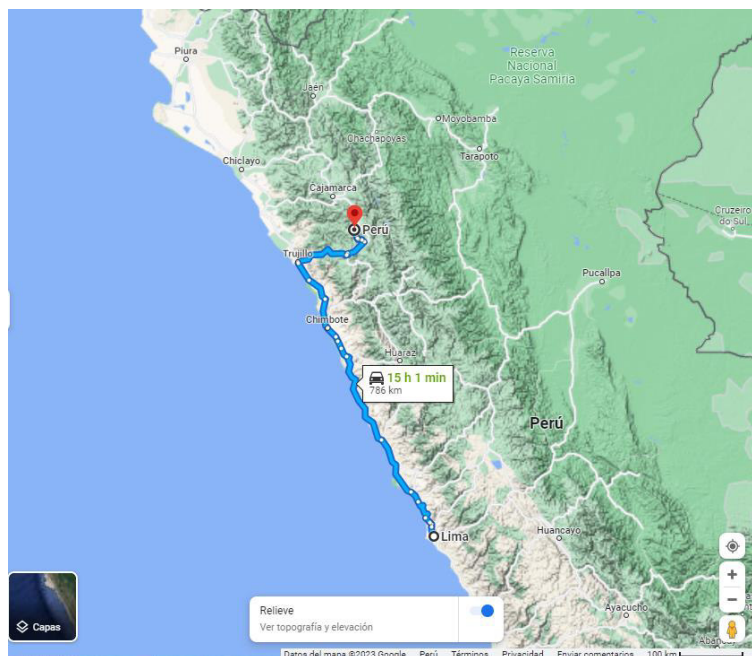 Piura
Reserva
Nacional
Pacaya Samiria
Jaén
Moyobamba
Chachapoyas
Tarapoto
Chiclayo
Cajamarca
Cruzeiro
do Sul
Perú
Trujillo
Pucallpa
Chimbote
Huaraz
15 h 1 min
786 km
Perú
Lima
Huancayo
Ayacucho
Relieve
Ver topografía y elevación
Capas
Datos del mapa ©2023 Google Perú Términos Privacidad Enviar comentarios 100 km